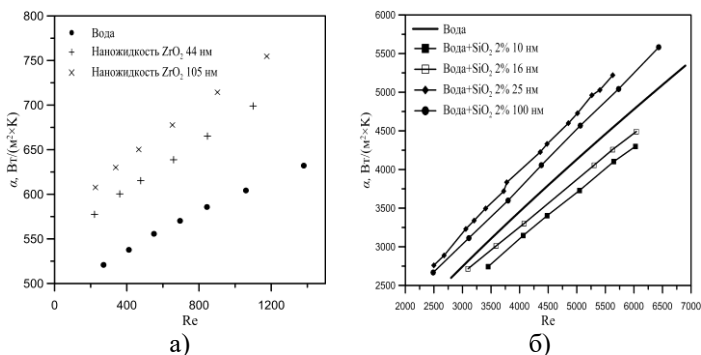 800
750
700
650
600
550
500
α, Вт/(м²×К)
Вода
Наножидкость ZrO₂ 44 нм
Наножидкость ZrO₂ 105 нм
0 400 800 1200
Re
а)
6000
5500
5000
4500
4000
3500
3000
2500
α, Вт/(м²×К)
Вода
Вода+SiO₂ 2% 10 нм
Вода+SiO₂ 2% 16 нм
Вода+SiO₂ 2% 25 нм
Вода+SiO₂ 2% 100 нм
2000 2500 3000 3500 4000 4500 5000 5500 6000 6500 7000
Re
б)